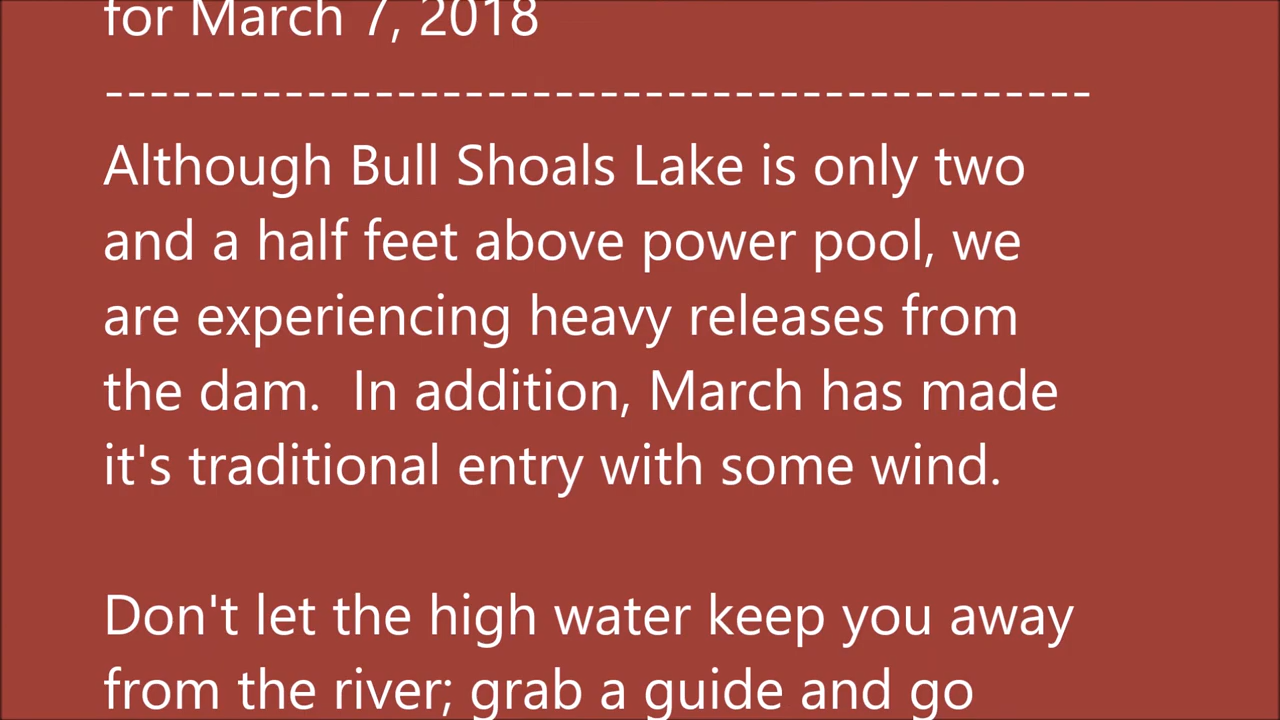 for March 7, 2018
---------------------------------------------
Although Bull Shoals Lake is only two
and a half feet above power pool, we
are experiencing heavy releases from
the dam.  In addition, March has made
it's traditional entry with some wind.
Don't let the high water keep you away
from the river; grab a guide and go